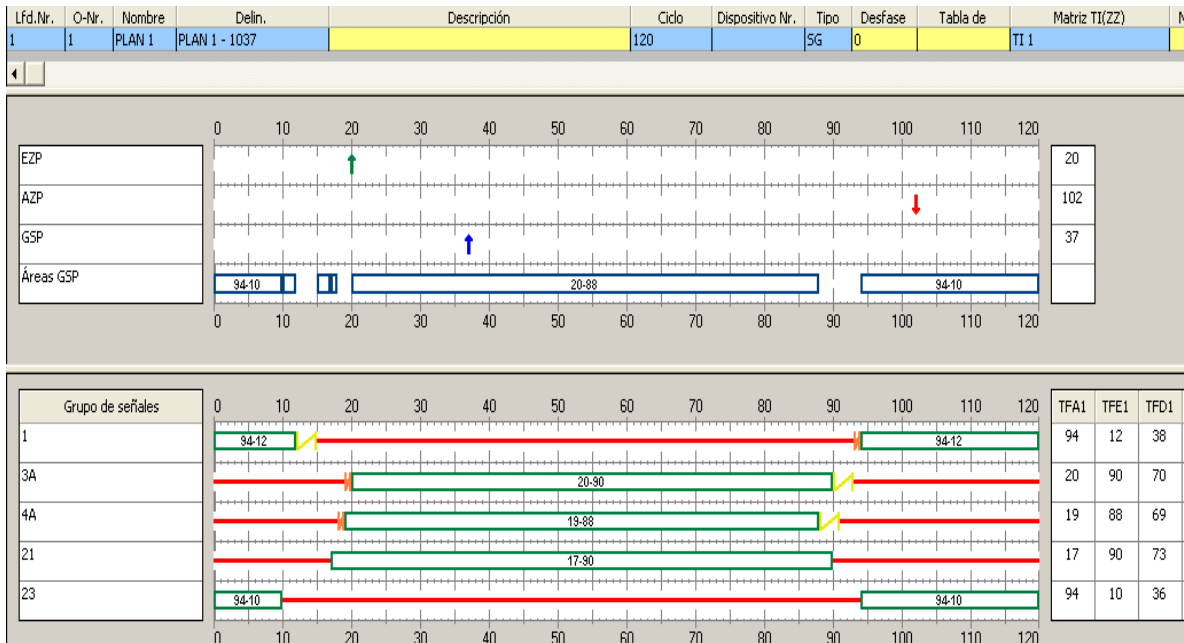 Lfd.Nr. O-Nr. Nombre Delin. Descripción Ciclo Dispositivo Nr. Tipo Desfase Tabla de Matriz TI(ZZ)
1 1 PLAN 1 PLAN 1 - 1037 120 SG 0 TI 1
0 10 20 30 40 50 60 70 80 90 100 110 120
EZP 20
AZP 102
GSP 37
Áreas GSP 94-10 20-88 94-10
0 10 20 30 40 50 60 70 80 90 100 110 120
Grupo de señales 0 10 20 30 40 50 60 70 80 90 100 110 120 TFA1 TFE1 TFD1
1 94-12 94-12 94 12 38
3A 20-90 20 90 70
4A 19-88 19 88 69
21 17-90 17 90 73
23 94-10 94-10 94 10 36
0 10 20 30 40 50 60 70 80 90 100 110 120